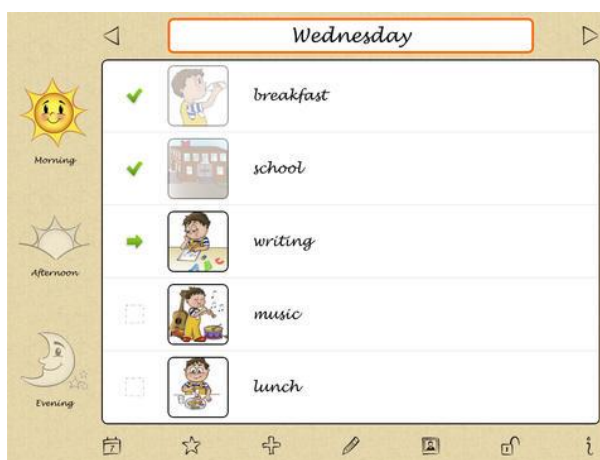 Wednesday
breakfast
Morning
school
writing
Afternoon
music
lunch
Evening